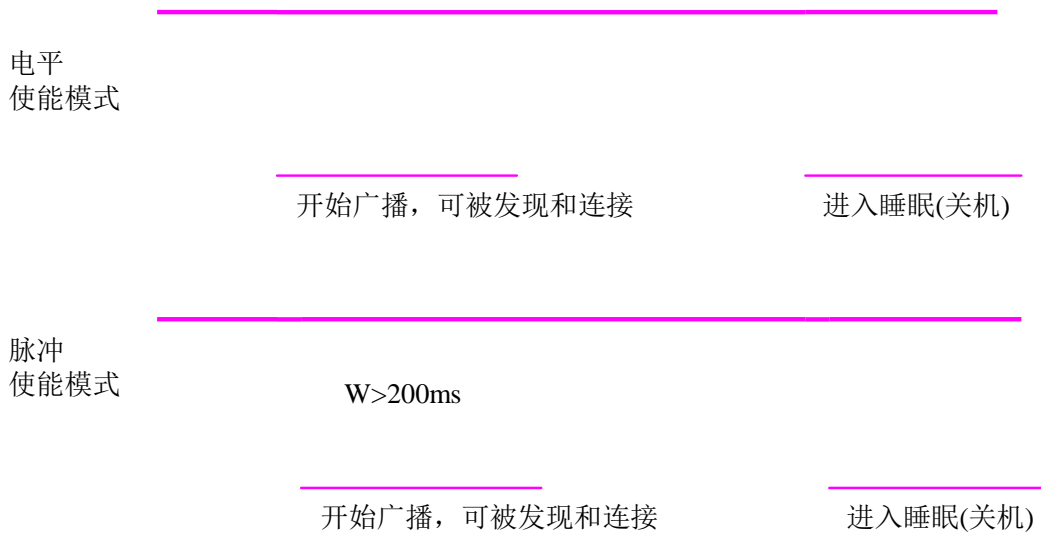 电平
使能模式
开始广播，可被发现和连接
进入睡眠(关机)
脉冲
使能模式
W>200ms
开始广播，可被发现和连接
进入睡眠(关机)